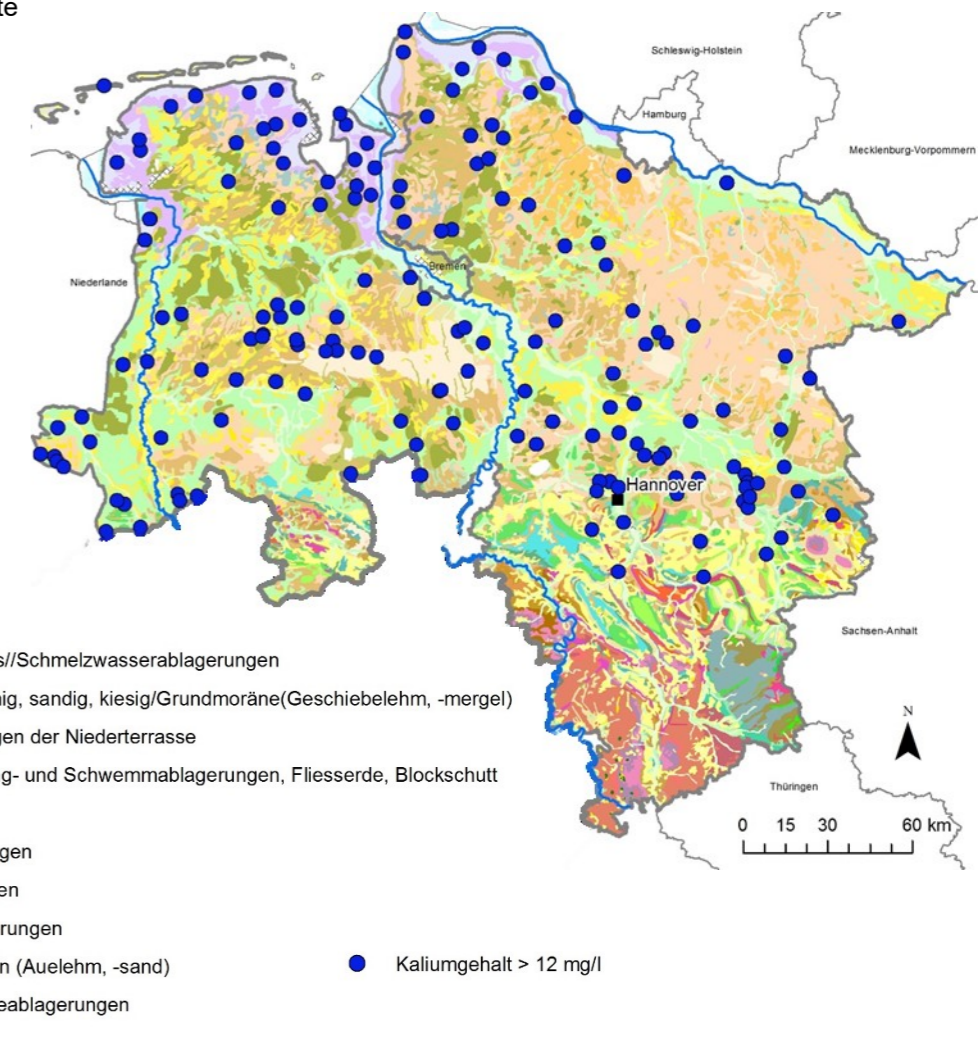 te
Schleswig-Holstein
Hamburg
Mecklenburg-Vorpommern
Bremen
Niederlande
Hannover
Sachsen-Anhalt
s//Schmelzwasserablagerungen
nig, sandig, kiesig/Grundmoräne(Geschiebelehm, -mergel)
gen der Niederterrasse
g- und Schwemmablagerungen, Fliesserde, Blockschutt
N
Thüringen
0 15 30 60 km
gen
en
rungen
n (Auelehm, -sand)
Kaliumgehalt > 12 mg/l
eablagerungen